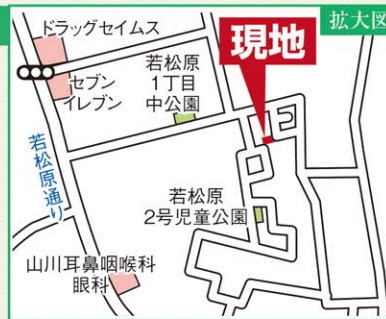 拡大図
ドラッグセイムス
現地
セブン
イレブン
若松原
1丁目
中公園
若松原通り
若松原
2号児童公園
山川耳鼻咽喉科
眼科